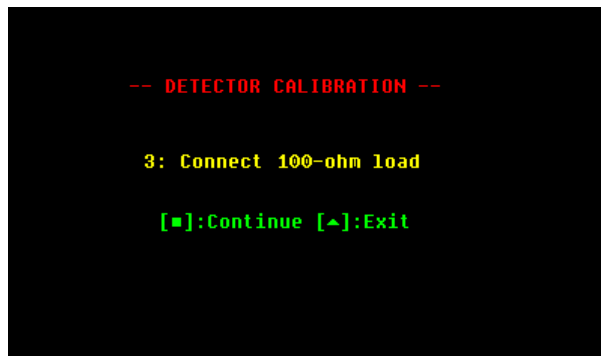 -- DETECTOR CALIBRATION --
3: Connect 100-ohm load
[■]:Continue [▲]:Exit